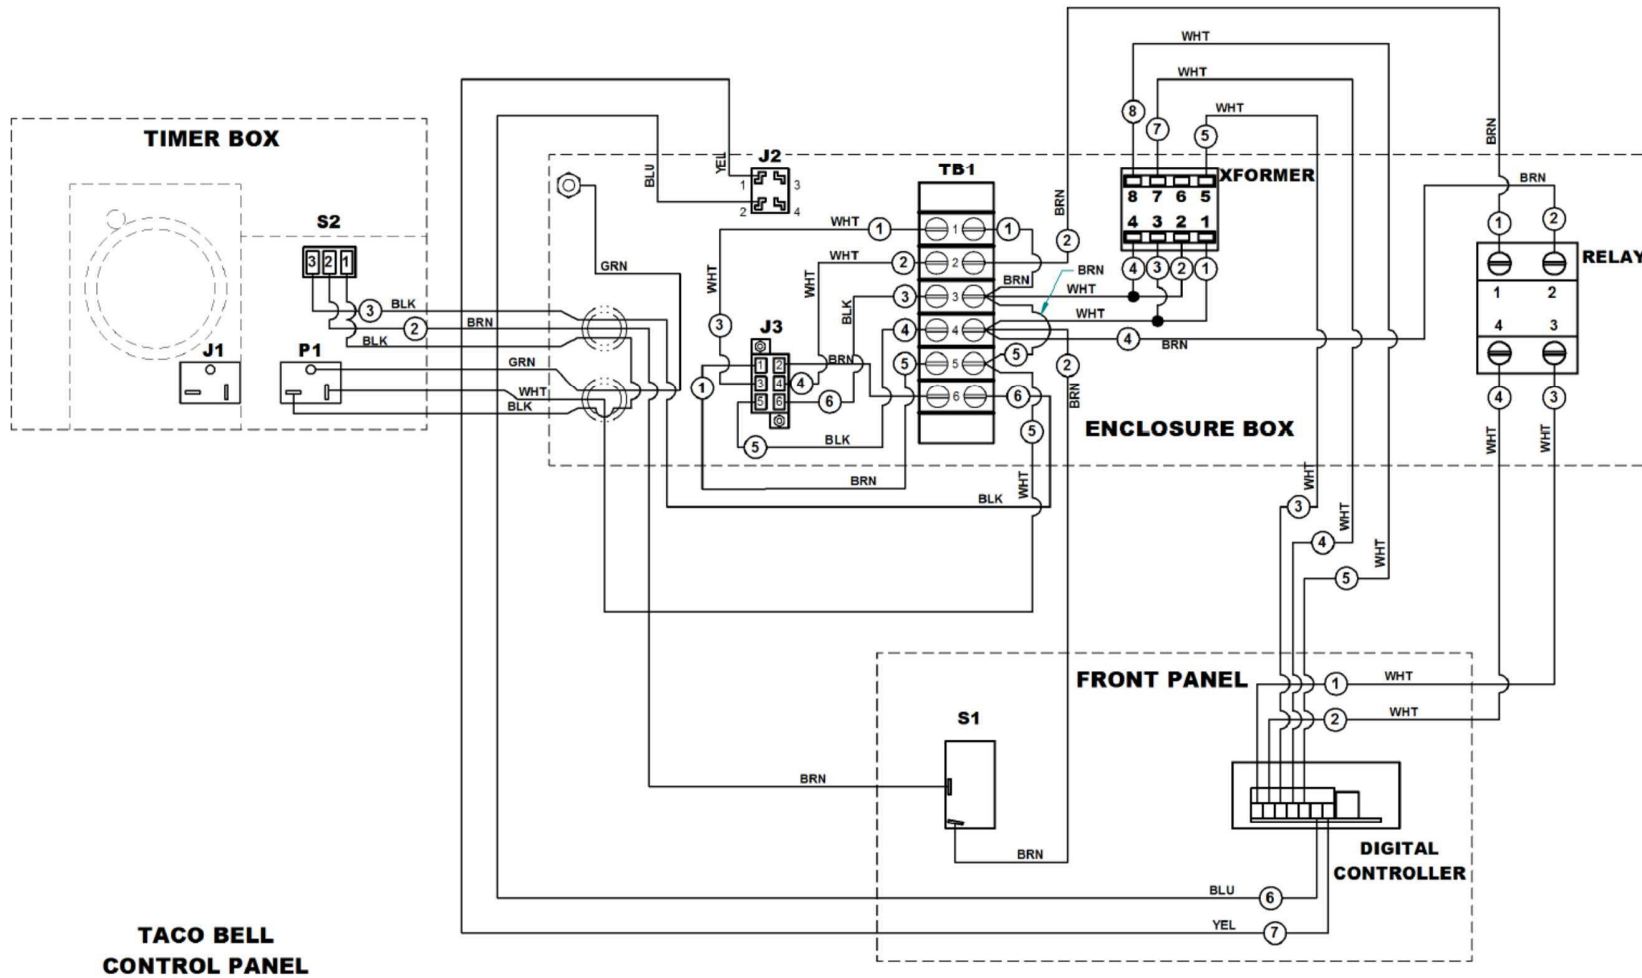 WHT
WHT
8
7
WHT
5
BRN
TIMER BOX
YEL
J2
BLU
1
3
2
4
TB1
XFORMER
8 7 6 5
4 3 2 1
BRN
BRN
2
1
2
S2
3 2 1
WHT
1
1
1
WHT
2
2
GRN
WHT
WHT
BRN
BRN
4
3
2
1
RELAY
3
BLK
2
BRN
BLK
3
BLK
3
WHT
WHT
1 2
4 3
J3
4
4
4
BRN
J1
P1
GRN
WHT
BLK
1
1 2
3 4
5 6
BRN
4
6
5
5
5
2
BRN
6
6
4
3
5
BLK
5
WHT
ENCLOSURE BOX
WHT
WHT
BRN
BLK
WHT
3
4
WHT
5
WHT
FRONT PANEL
1
WHT
2
WHT
S1
BRN
BRN
DIGITAL
CONTROLLER
BLU
6
YEL
7
TACO BELL
CONTROL PANEL